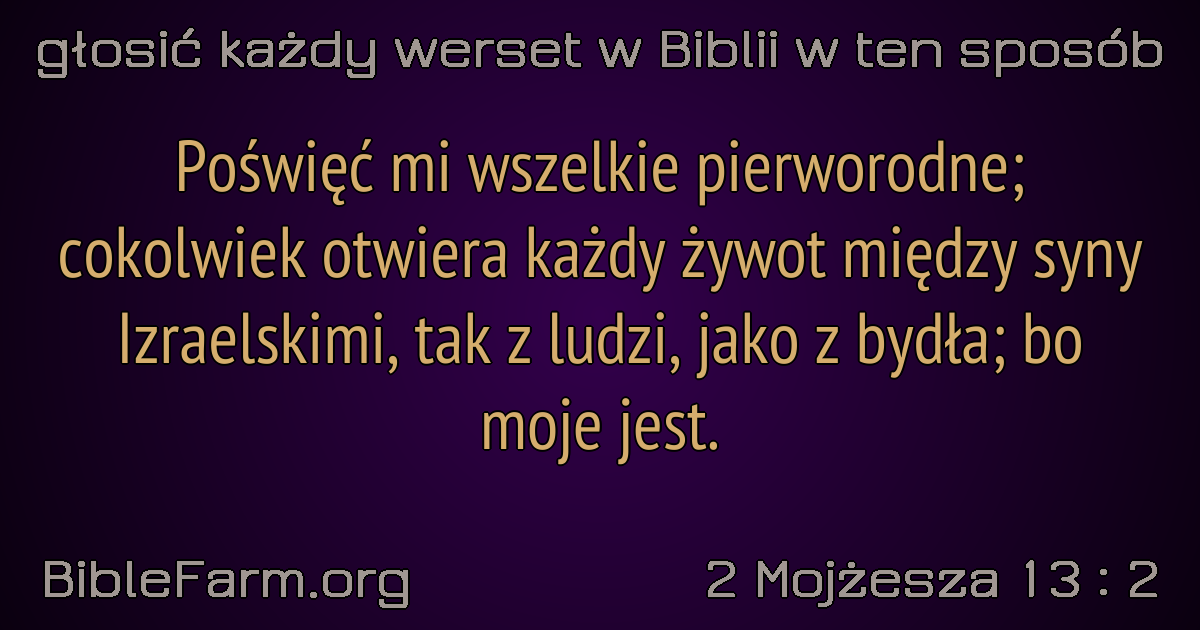 głosić każdy werset w Biblii w ten sposób
Poświęć mi wszelkie pierworodne;
cokolwiek otwiera każdy żywot między syny
Izraelskimi, tak z ludzi, jako z bydła; bo
moje jest.
BibleFarm.org
2 Mojżesza 13 : 2